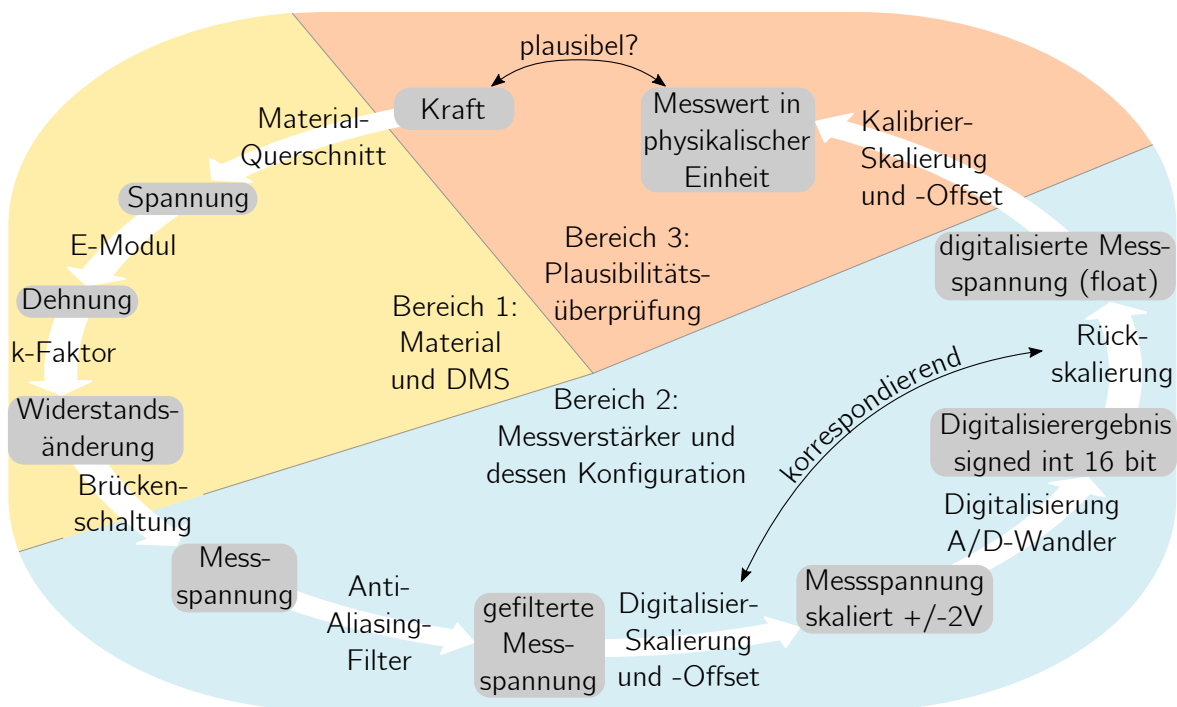 plausibel?
Kraft
Messwert in
physikalischer
Einheit
Material-
Querschnitt
Kalibrier-
Skalierung
und -Offset
Spannung
E-Modul
Dehnung
k-Faktor
Widerstands-
änderung
Brücken-
schaltung
Bereich 1:
Material
und DMS
Bereich 3:
Plausibilitäts-
überprüfung
digitalisierte Mess-
spannung (float)
Rück-
skalierung
Bereich 2:
Messverstärker und
dessen Konfiguration
korrespondierend
Digitalisierergebnis
signed int 16 bit
Digitalisierung
A/D-Wandler
Mess-
spannung
Anti-
Aliasing-
Filter
gefilterte
Mess-
spannung
Digitalisier-
Skalierung
und -Offset
Messspannung
skaliert +/-2V